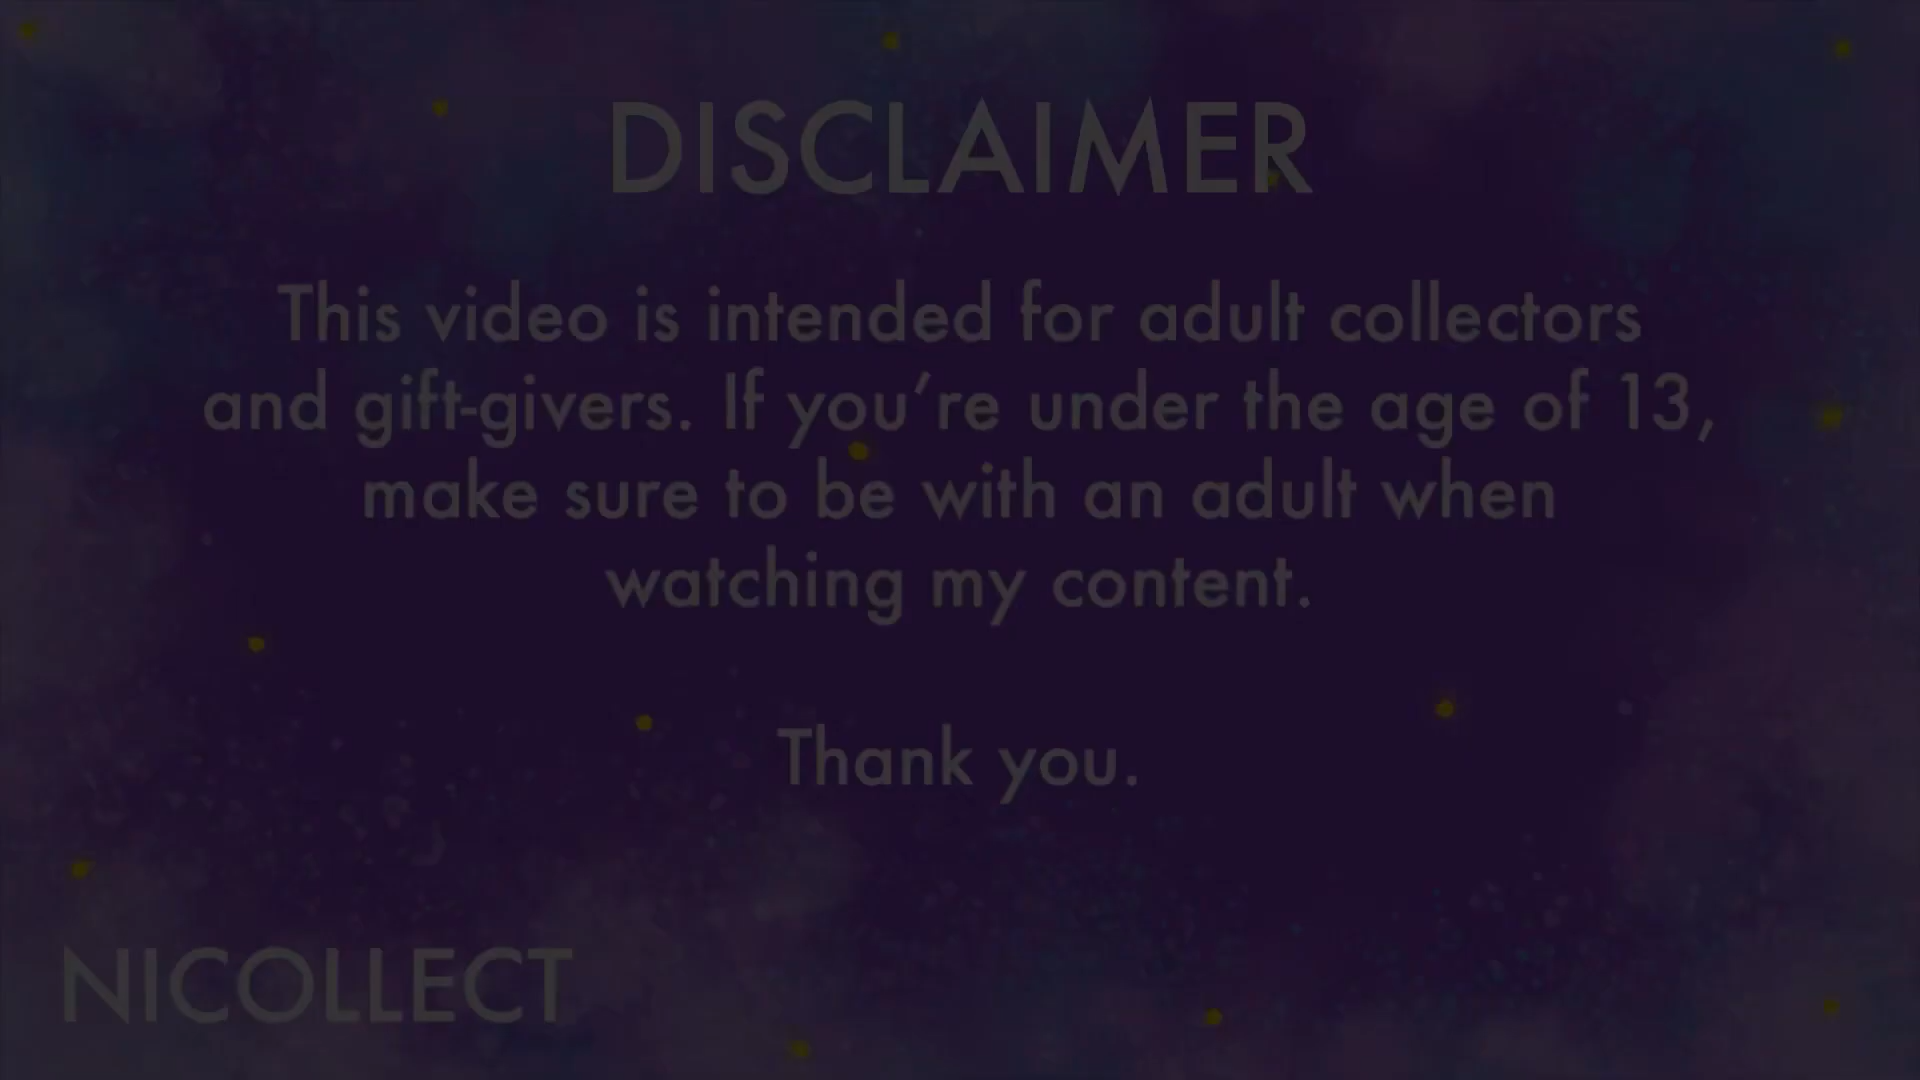 DISCLAIMER
This video is intended for adult collectors
and gift-givers. If you’re under the age of 13,
make sure to be with an adult when
watching my content.
Thank you.
NICOLLECT